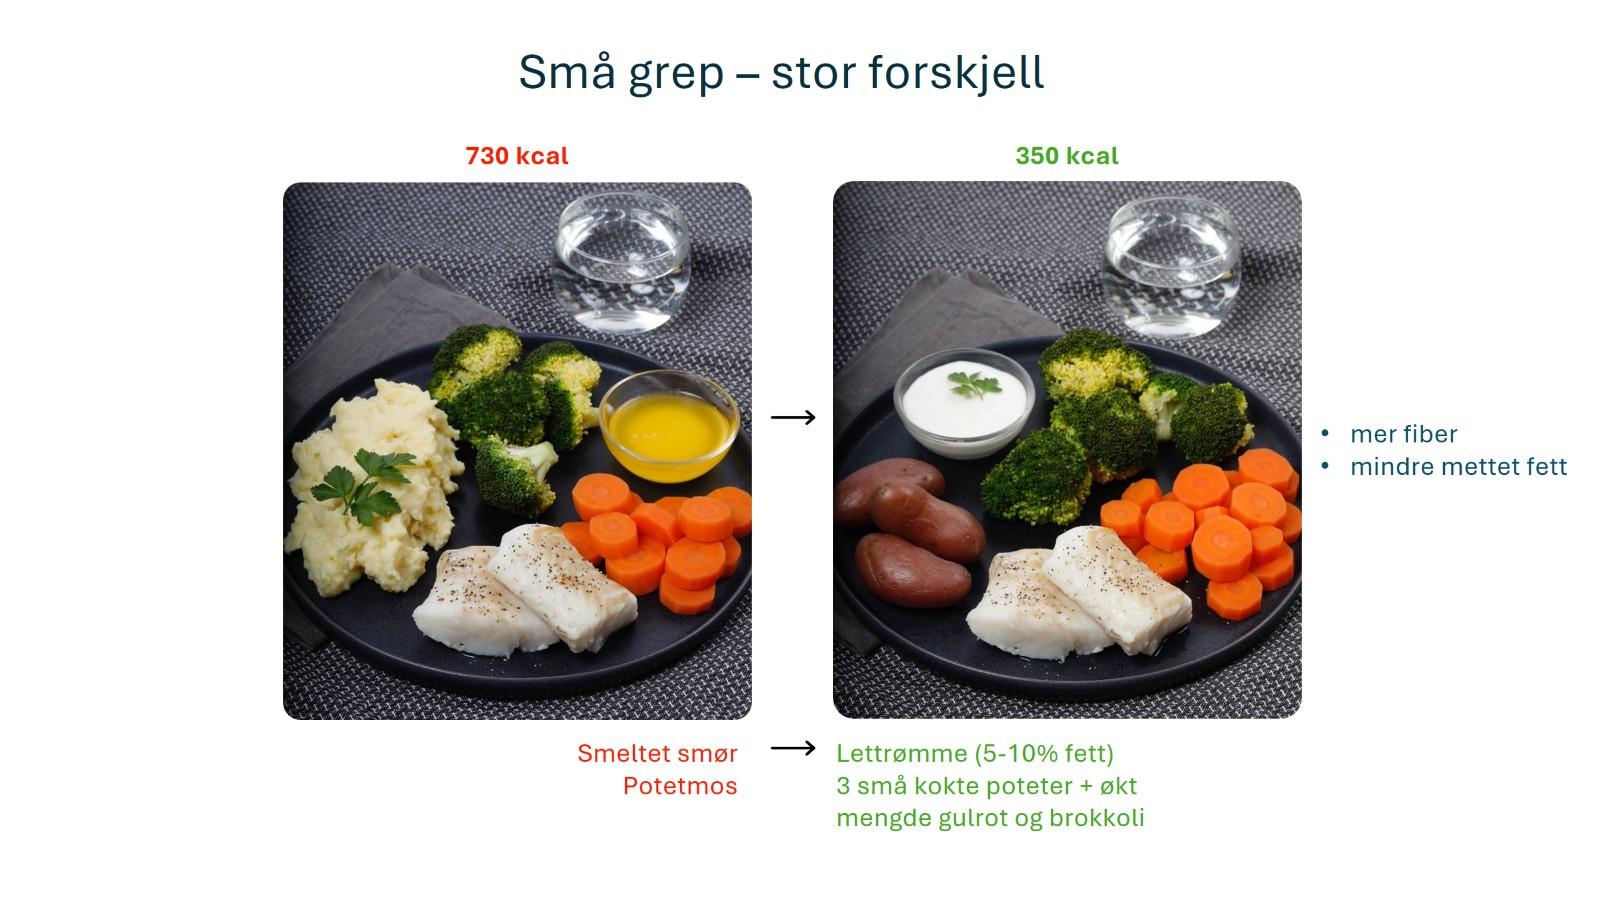 Små grep – stor forskjell
730 kcal
350 kcal
• mer fiber
• mindre mettet fett
Smeltet smør
Potetmos
Lettrømme (5-10% fett)
3 små kokte poteter + økt
mengde gulrot og brokkoli